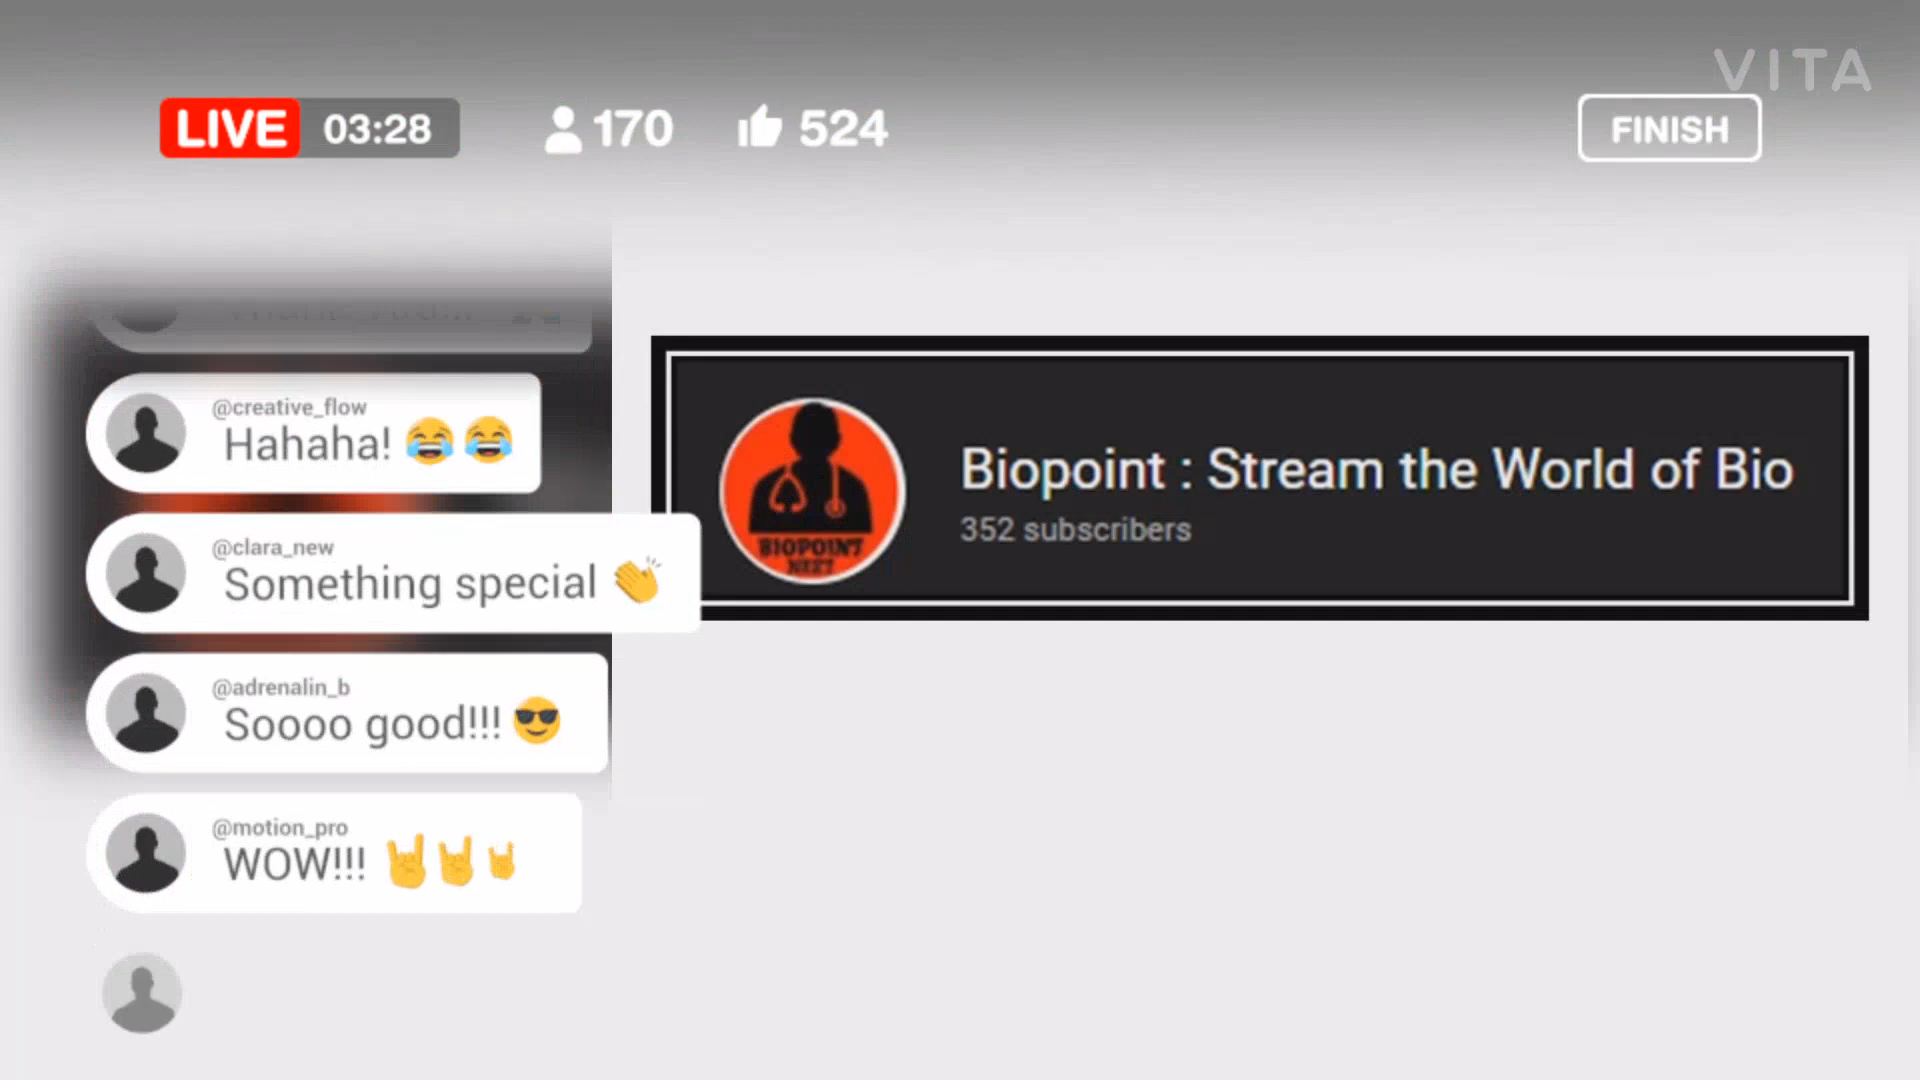 VITA
LIVE 03:28 170 524 FINISH
@creative_flow
Hahaha! 😂😂
@clara_new
Something special 👏
@adrenalin_b
Soooo good!!! 😎
@motion_pro
WOW!!! 🤘🤘🤘
Biopoint : Stream the World of Bio
352 subscribers
BIOPOINT
NEET